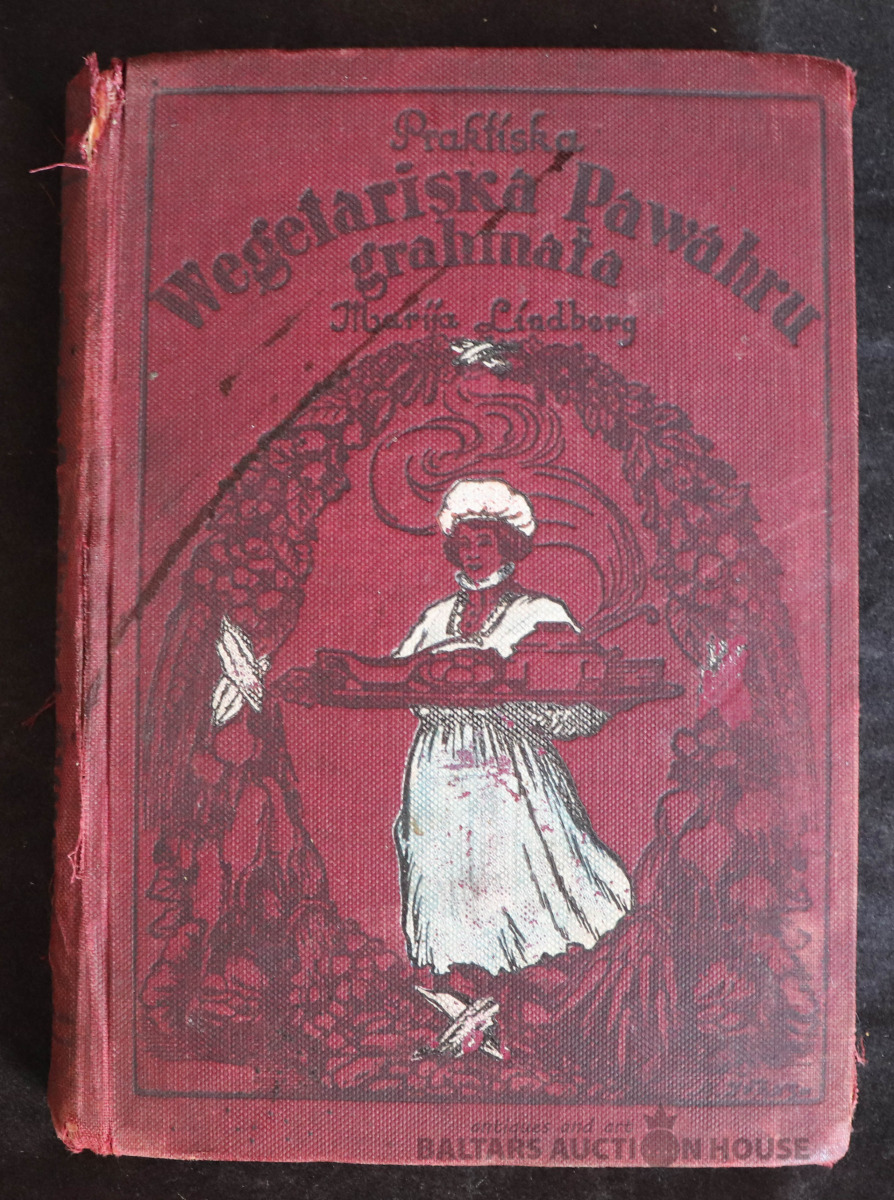 Praktiska
Wegetariska Pawahru
grahmata
Marija Lindberg
antiques and art
BALTARS AUCTION HOUSE